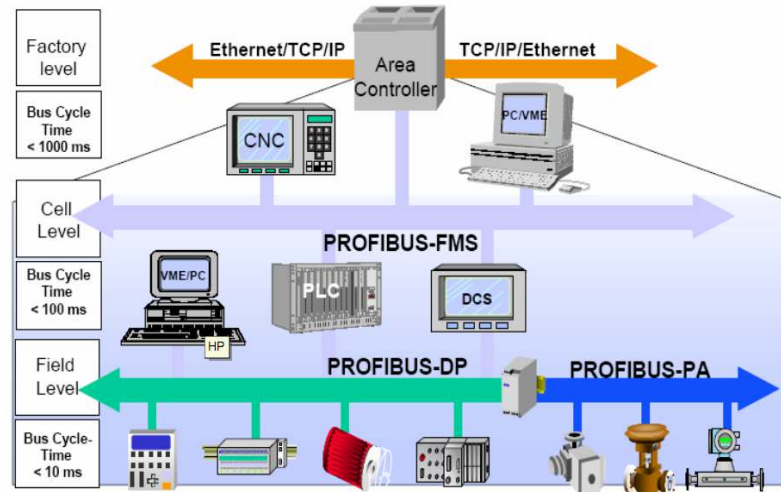 Factory
level
Ethernet/TCP/IP
TCP/IP/Ethernet
Area
Controller
Bus Cycle
Time
< 1000 ms
CNC
PC/VME
Cell
Level
PROFIBUS-FMS
Bus Cycle
Time
< 100 ms
VME/PC
HP
PLC
DCS
Field
Level
PROFIBUS-DP
PROFIBUS-PA
Bus Cycle-
Time
< 10 ms